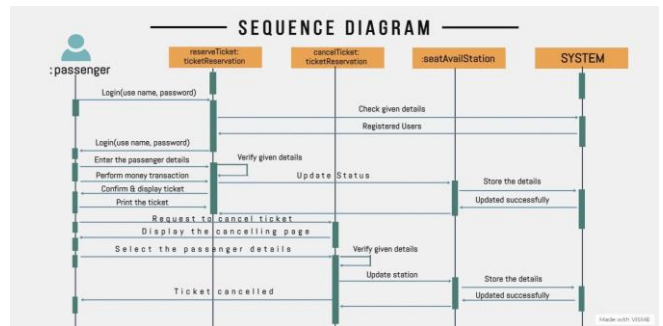 SEQUENCE DIAGRAM
:passenger
reserveTicket:
ticketReservation
cancelTicket:
ticketReservation
:seatAvailStation
SYSTEM
Login(use name, password)
Check given details
Registered Users
Login(use name, password)
Enter the passenger details
Verify given details
Perform money transaction
Update Status
Confirm & display ticket
Store the details
Print the ticket
Updated successfully
Request to cancel ticket
Display the cancelling page
Select the passenger details
Verify given details
Update station
Store the details
Ticket cancelled
Updated successfully
Made with VISME